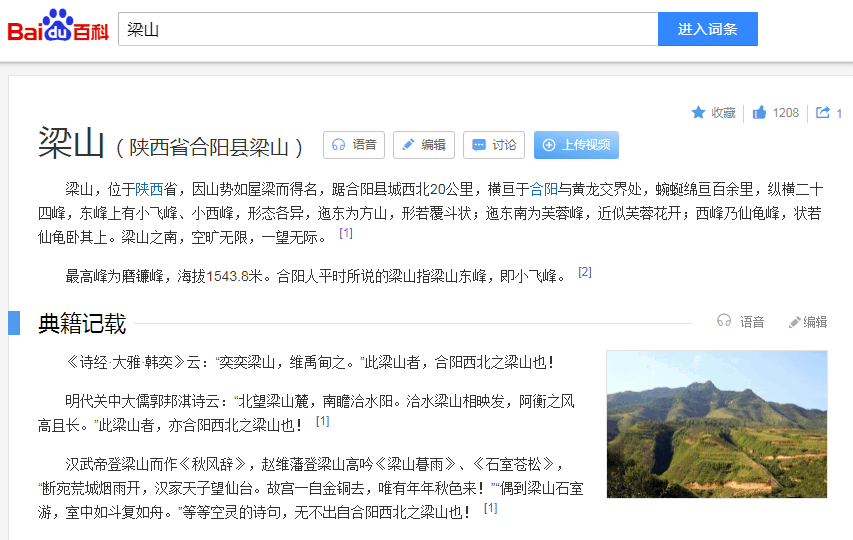 Baidu百科 梁山 进入词条
收藏 1208 1
梁山（陕西省合阳县梁山） 语音 编辑 讨论 上传视频
梁山，位于陕西省，因山势如屋梁而得名，踞合阳县城西北20公里，横亘于合阳与黄龙交界处，蜿蜒绵亘百余里，纵横二十
四峰，东峰上有小飞峰、小西峰，形态各异，迤东为方山，形若覆斗状；迤东南为芙蓉峰，近似芙蓉花开；西峰乃仙龟峰，状若
仙龟卧其上。梁山之南，空旷无限，一望无际。 [1]
最高峰为磨镰峰，海拔1543.8米。合阳人平时所说的梁山指梁山东峰，即小飞峰。 [2]
典籍记载 语音 编辑
《诗经·大雅·韩奕》云：“奕奕梁山，维禹甸之。”此梁山者，合阳西北之梁山也！
明代关中大儒郭邦淇诗云：“北望梁山麓，南瞻洽水阳。洽水梁山相映发，阿衡之风
高且长。”此梁山者，亦合阳西北之梁山也！ [1]
汉武帝登梁山而作《秋风辞》，赵维藩登梁山高吟《梁山暮雨》、《石室苍松》，
“断宛荒城烟雨开，汉家天子望仙台。故宫一自金铜去，唯有年年秋色来！”“偶到梁山石室
游，室中如斗复如舟。”等等空灵的诗句，无不出自合阳西北之梁山也！ [1]